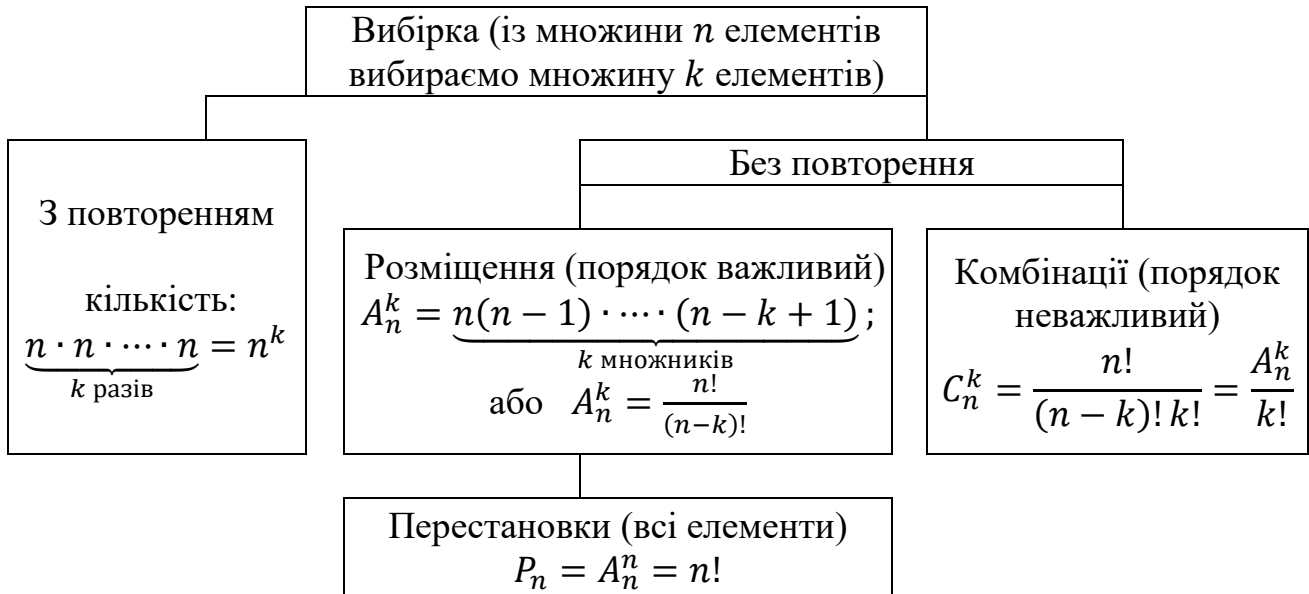 Вибірка (із множини n елементів
вибираємо множину k елементів)
З повторенням
кількість:
n · n · ⋯ · n = n^k
k разів
Без повторення
Розміщення (порядок важливий)
A_n^k = n(n − 1) · ⋯ · (n − k + 1) ;
k множників
або A_n^k = n!/(n−k)!
Комбінації (порядок
неважливий)
C_n^k = n!/((n − k)! k!) = A_n^k/k!
Перестановки (всі елементи)
P_n = A_n^n = n!